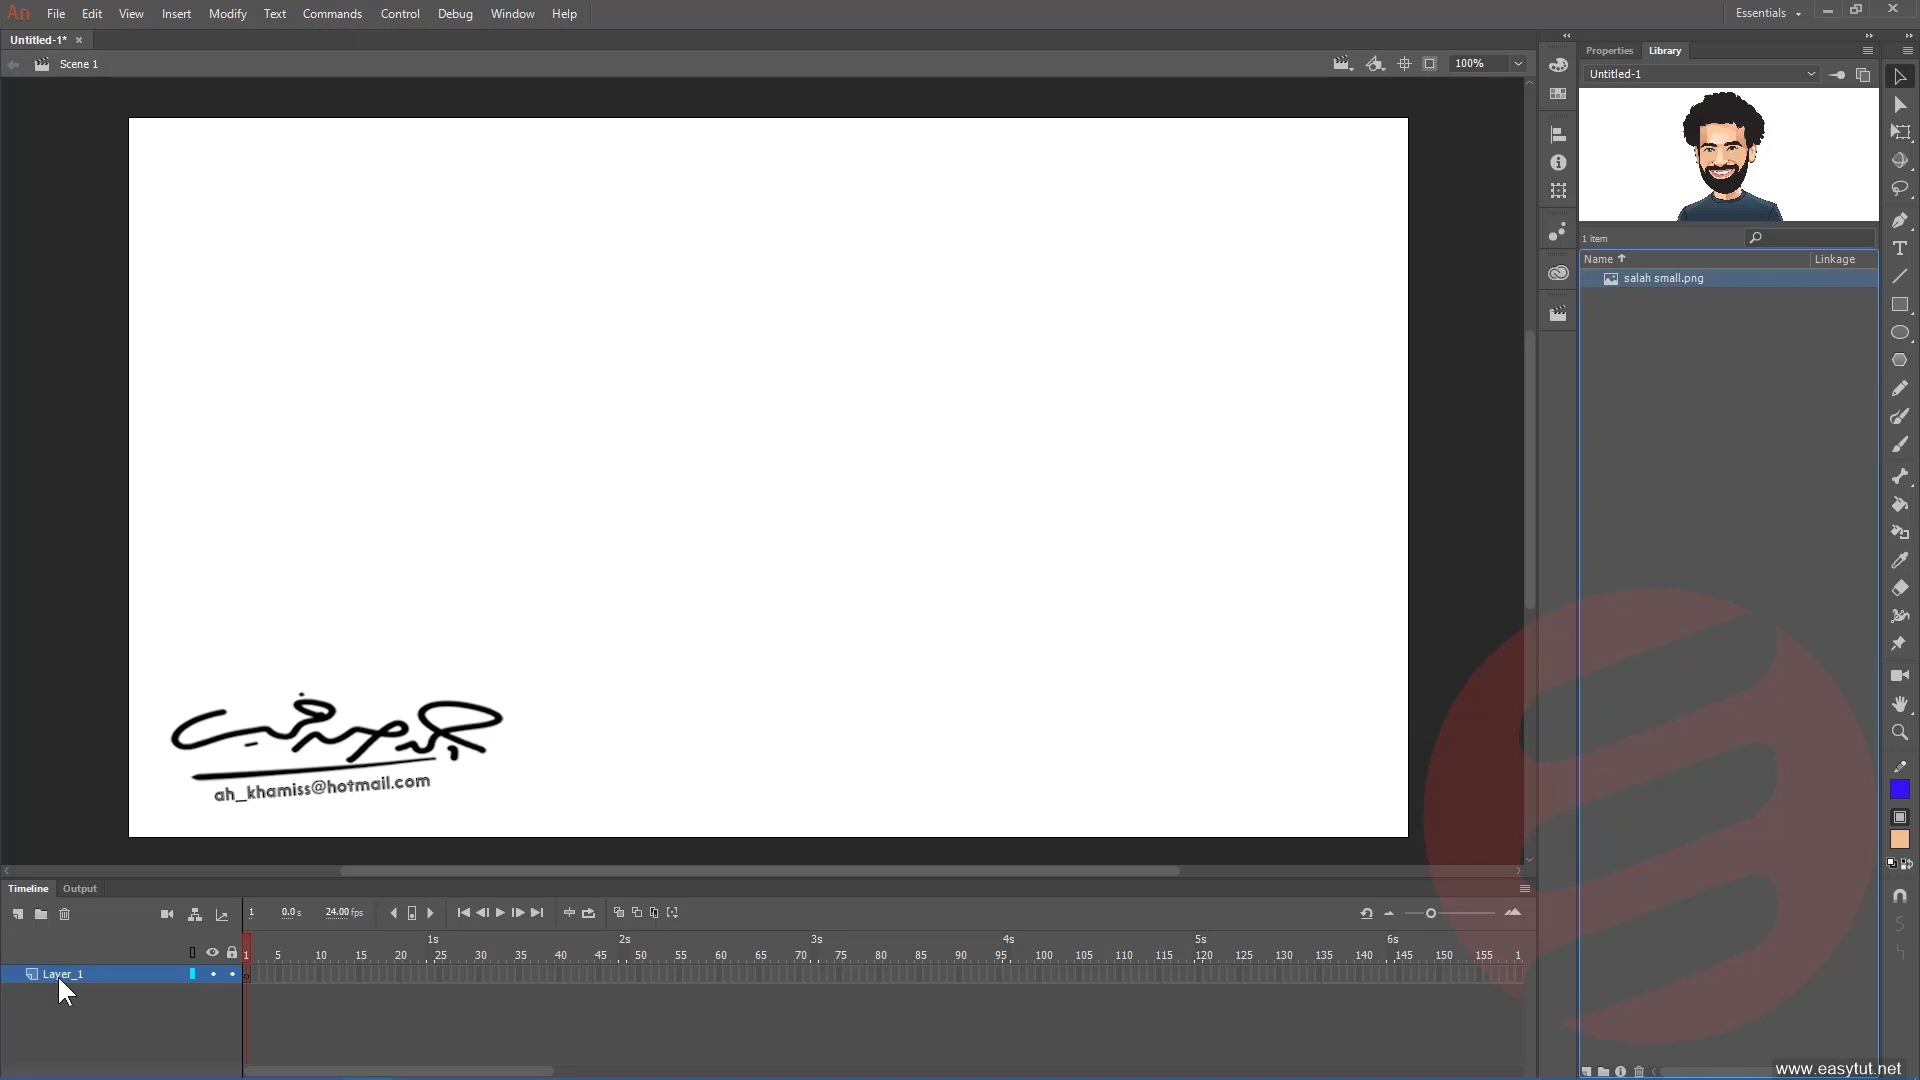 An File Edit View Insert Modify Text Commands Control Debug Window Help Essentials
Untitled-1*
Scene 1 100%
Properties Library
Untitled-1
1 item
Name Linkage
salah small.png
ah_khamiss@hotmail.com
Timeline Output
1 0.0 s 24.00 fps
1s 2s 3s 4s 5s 6s
1 5 10 15 20 25 30 35 40 45 50 55 60 65 70 75 80 85 90 95 100 105 110 115 120 125 130 135 140 145 150 155 1
Layer_1
www.easytut.net